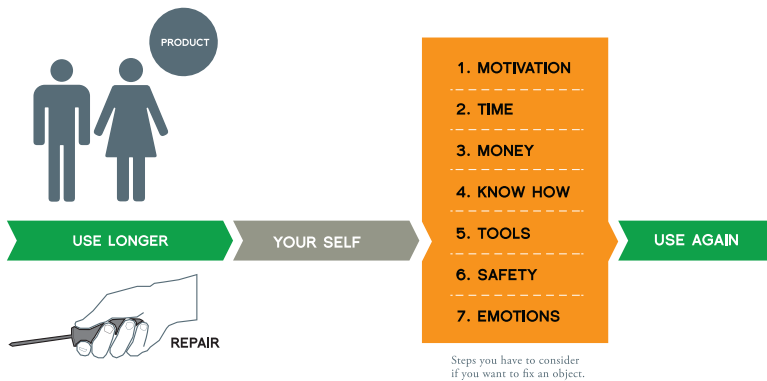 PRODUCT
1. MOTIVATION
2. TIME
3. MONEY
4. KNOW HOW
5. TOOLS
6. SAFETY
7. EMOTIONS
USE LONGER
YOUR SELF
USE AGAIN
REPAIR
Steps you have to consider
if you want to fix an object.